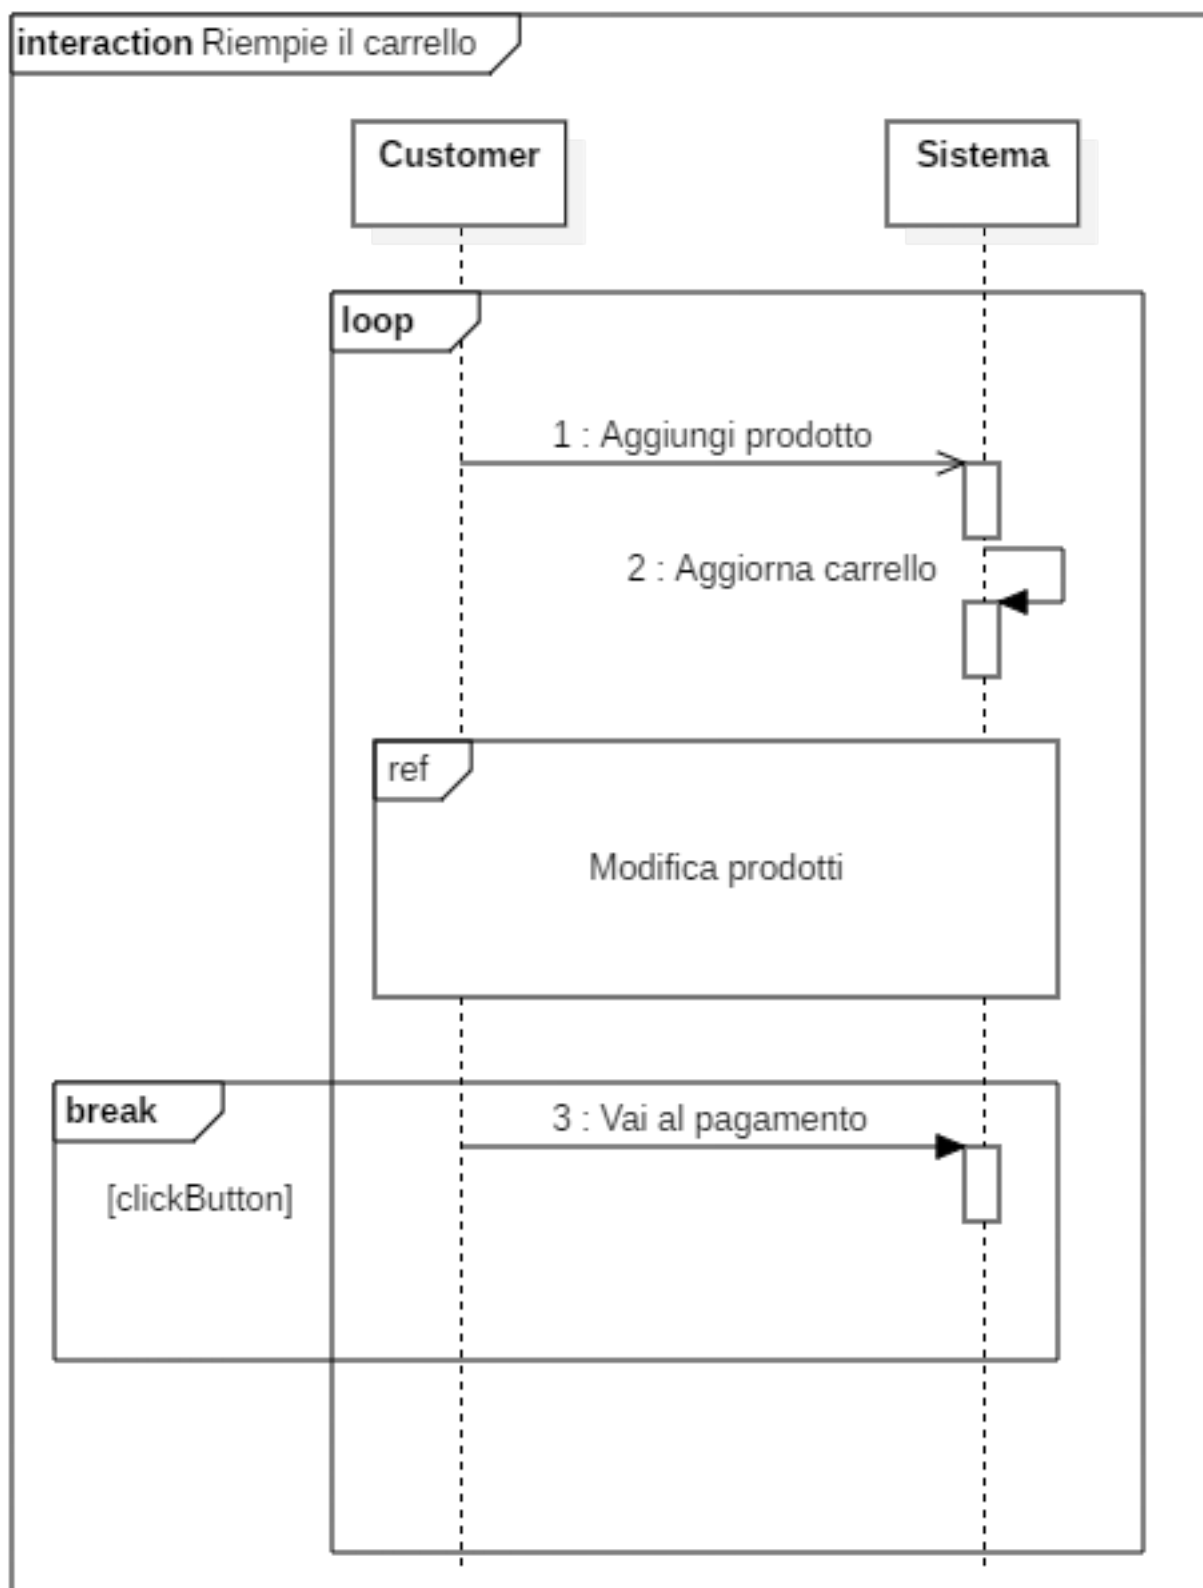 interaction Riempie il carrello
Customer
Sistema
loop
1 : Aggiungi prodotto
2 : Aggiorna carrello
ref
Modifica prodotti
break
3 : Vai al pagamento
[clickButton]